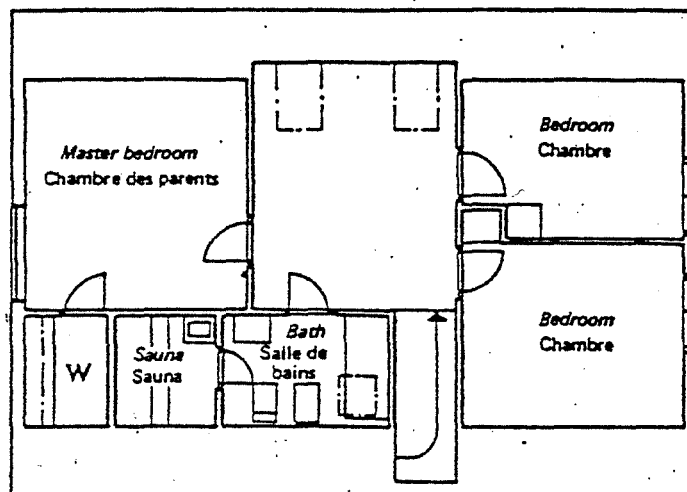 Master bedroom
Chambre des parents
Bedroom
Chambre
Bedroom
Chambre
W
Sauna
Sauna
Bath
Salle de
bains